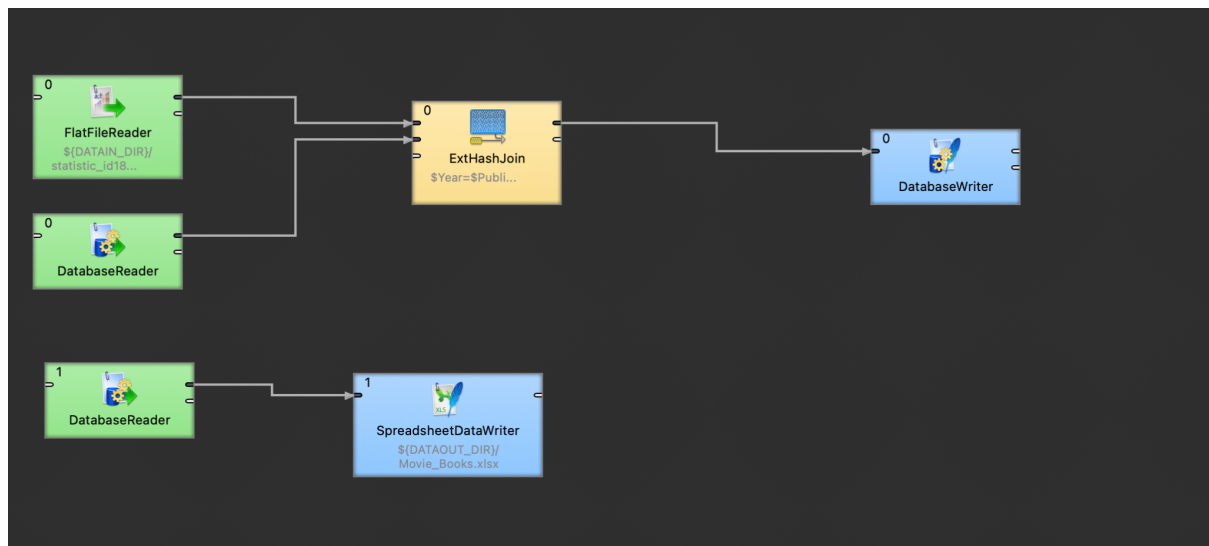 0
FlatFileReader
${DATAIN_DIR}/
statistic_id18...
0
DatabaseReader
0
ExtHashJoin
$Year=$Publi...
0
DatabaseWriter
1
DatabaseReader
1
XLS
SpreadsheetDataWriter
${DATAOUT_DIR}/
Movie_Books.xlsx